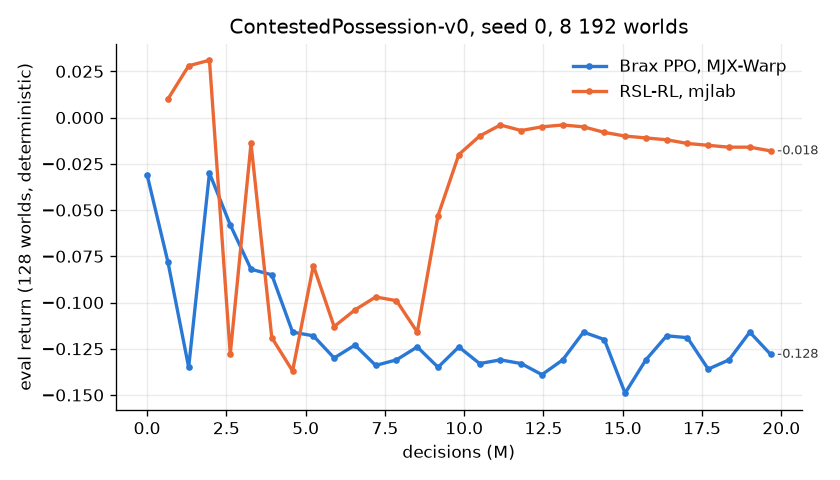 ContestedPossession-v0, seed 0, 8 192 worlds
eval return (128 worlds, deterministic)
0.025
0.000
−0.025
−0.050
−0.075
−0.100
−0.125
−0.150
Brax PPO, MJX-Warp
RSL-RL, mjlab
-0.018
-0.128
0.0 2.5 5.0 7.5 10.0 12.5 15.0 17.5 20.0
decisions (M)